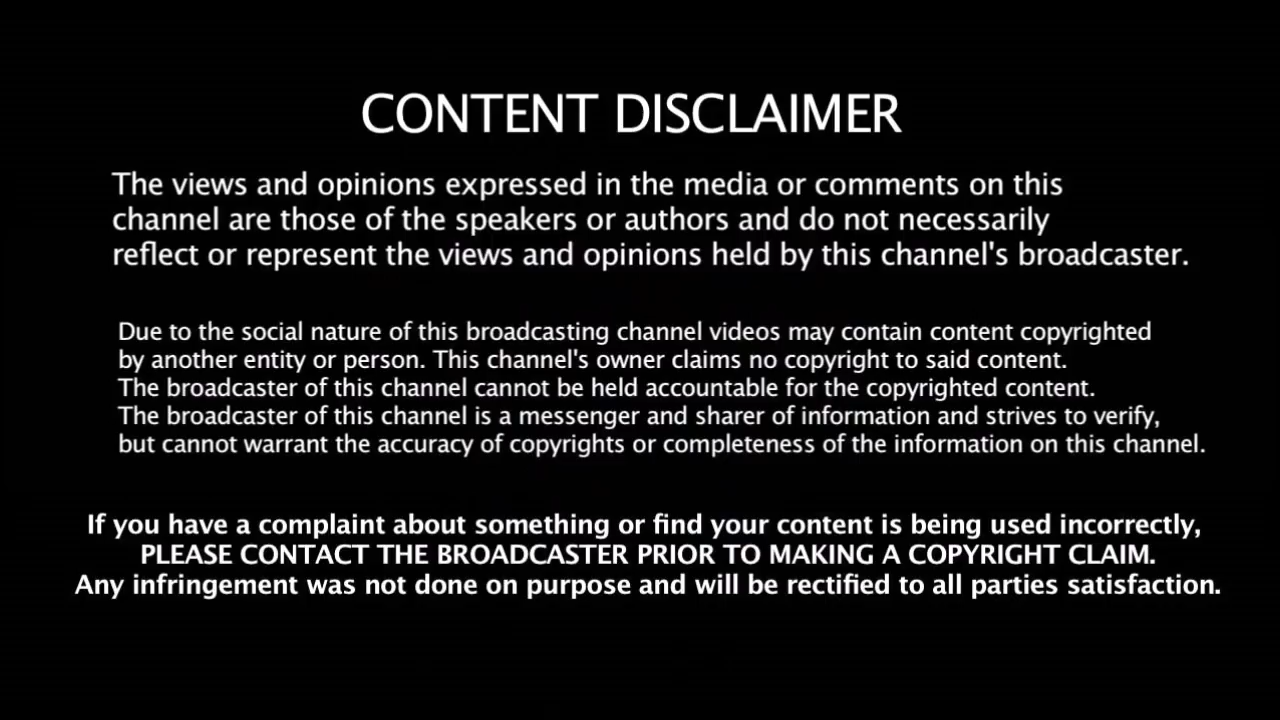 CONTENT DISCLAIMER
The views and opinions expressed in the media or comments on this
channel are those of the speakers or authors and do not necessarily
reflect or represent the views and opinions held by this channel's broadcaster.
Due to the social nature of this broadcasting channel videos may contain content copyrighted
by another entity or person. This channel's owner claims no copyright to said content.
The broadcaster of this channel cannot be held accountable for the copyrighted content.
The broadcaster of this channel is a messenger and sharer of information and strives to verify,
but cannot warrant the accuracy of copyrights or completeness of the information on this channel.
If you have a complaint about something or find your content is being used incorrectly,
PLEASE CONTACT THE BROADCASTER PRIOR TO MAKING A COPYRIGHT CLAIM.
Any infringement was not done on purpose and will be rectified to all parties satisfaction.